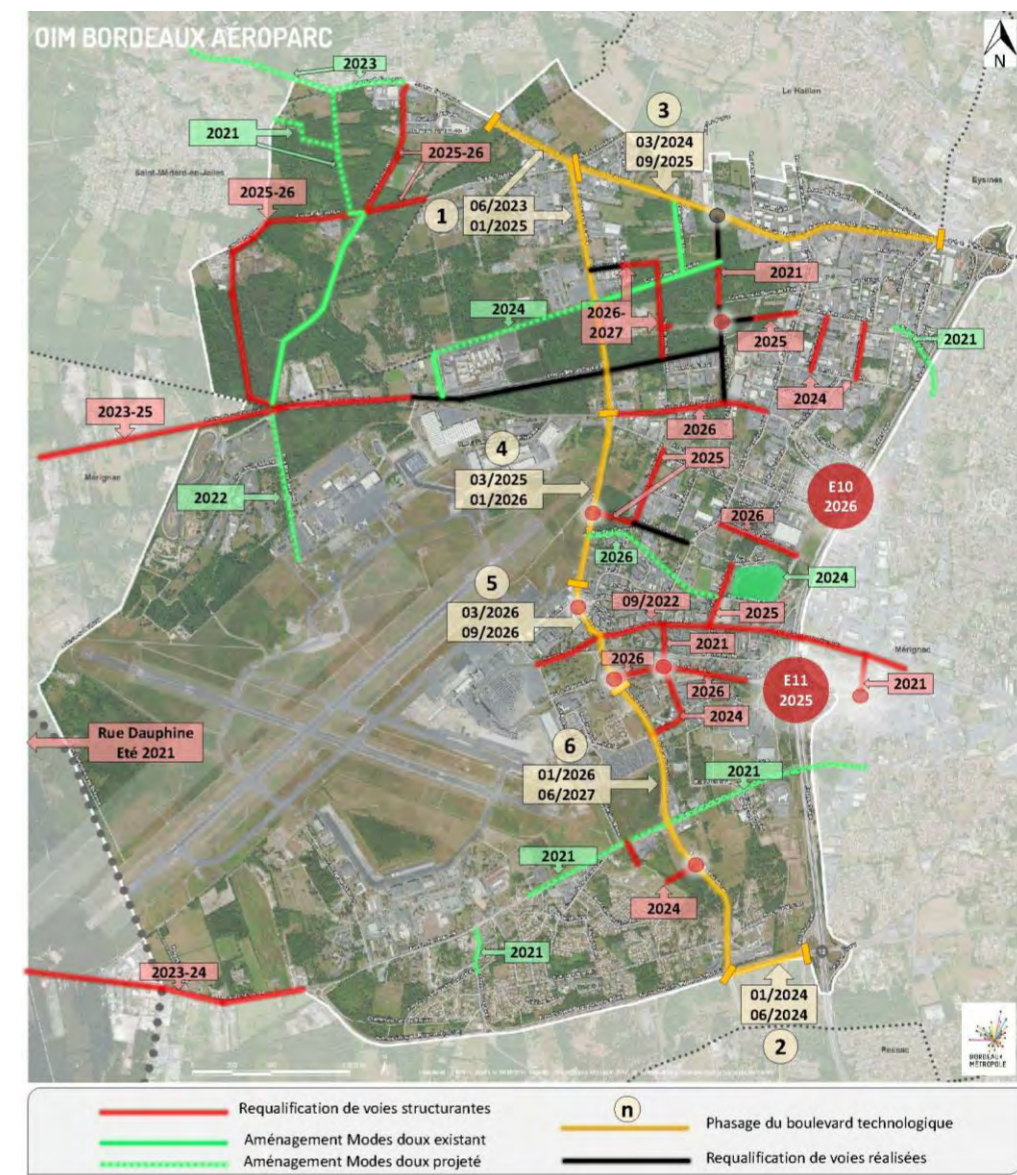 OIM BORDEAUX AÉROPARC
N
2023
Le Haillan
3
03/2024
09/2025
2021
Saint-Médard-en-Jalles
2025-26
2025-26
Eysines
1
06/2023
01/2025
2021
2024
2026-
2027
2025
2021
2024
2023-25
2026
4
2025
Mérignac
03/2025
01/2026
E10
2026
2022
2026
2026
2024
5
09/2022
03/2026
09/2026
2025
2021
Mérignac
2026
E11
2025
2026
2021
2024
Rue Dauphine
Eté 2021
6
01/2026
06/2027
2021
2021
2024
2021
2023-24
01/2024
06/2024
2
Pessac
BORDEAUX
MÉTROPOLE
Requalification de voies structurantes
n
Phasage du boulevard technologique
Aménagement Modes doux existant
Aménagement Modes doux projeté
Requalification de voies réalisées